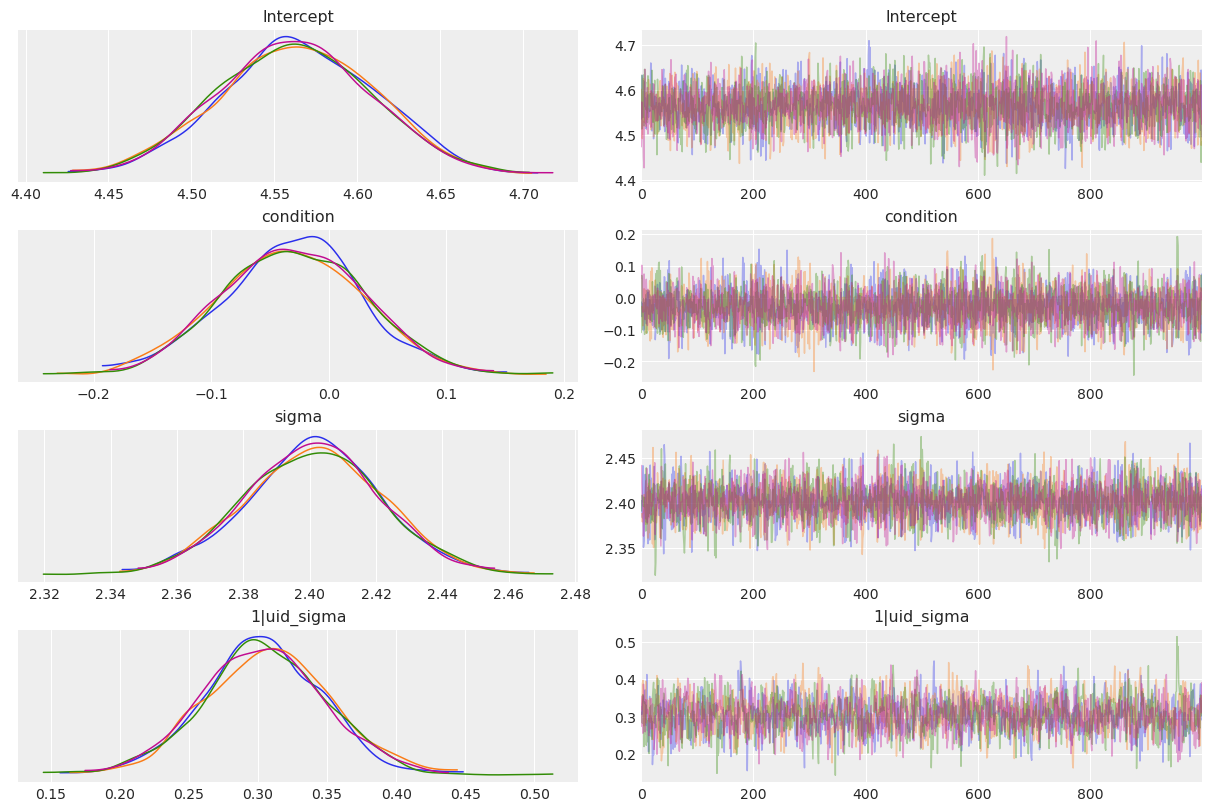 Intercept Intercept
4.7
4.6
4.5
4.4
4.40 4.45 4.50 4.55 4.60 4.65 4.70 0 200 400 600 800
condition condition
0.2
0.1
0.0
−0.1
−0.2
−0.2 −0.1 0.0 0.1 0.2 0 200 400 600 800
sigma sigma
2.45
2.40
2.35
2.32 2.34 2.36 2.38 2.40 2.42 2.44 2.46 2.48 0 200 400 600 800
1|uid_sigma 1|uid_sigma
0.5
0.4
0.3
0.2
0.15 0.20 0.25 0.30 0.35 0.40 0.45 0.50 0 200 400 600 800